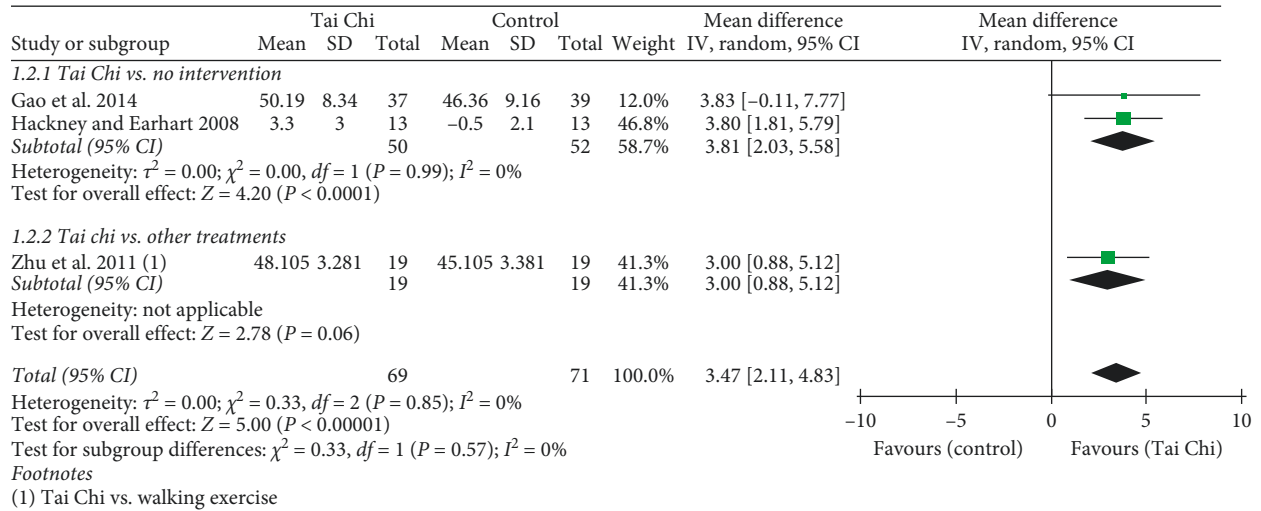 Tai Chi Control Mean difference Mean difference
Study or subgroup Mean SD Total Mean SD Total Weight IV, random, 95% CI IV, random, 95% CI
1.2.1 Tai Chi vs. no intervention
Gao et al. 2014 50.19 8.34 37 46.36 9.16 39 12.0% 3.83 [–0.11, 7.77]
Hackney and Earhart 2008 3.3 3 13 –0.5 2.1 13 46.8% 3.80 [1.81, 5.79]
Subtotal (95% CI) 50 52 58.7% 3.81 [2.03, 5.58]
Heterogeneity: τ² = 0.00; χ² = 0.00, df = 1 (P = 0.99); I² = 0%
Test for overall effect: Z = 4.20 (P < 0.0001)
1.2.2 Tai chi vs. other treatments
Zhu et al. 2011 (1) 48.105 3.281 19 45.105 3.381 19 41.3% 3.00 [0.88, 5.12]
Subtotal (95% CI) 19 19 41.3% 3.00 [0.88, 5.12]
Heterogeneity: not applicable
Test for overall effect: Z = 2.78 (P = 0.06)
Total (95% CI) 69 71 100.0% 3.47 [2.11, 4.83]
Heterogeneity: τ² = 0.00; χ² = 0.33, df = 2 (P = 0.85); I² = 0%
Test for overall effect: Z = 5.00 (P < 0.00001)
Test for subgroup differences: χ² = 0.33, df = 1 (P = 0.57); I² = 0%
Footnotes
(1) Tai Chi vs. walking exercise
–10 –5 0 5 10
Favours (control) Favours (Tai Chi)